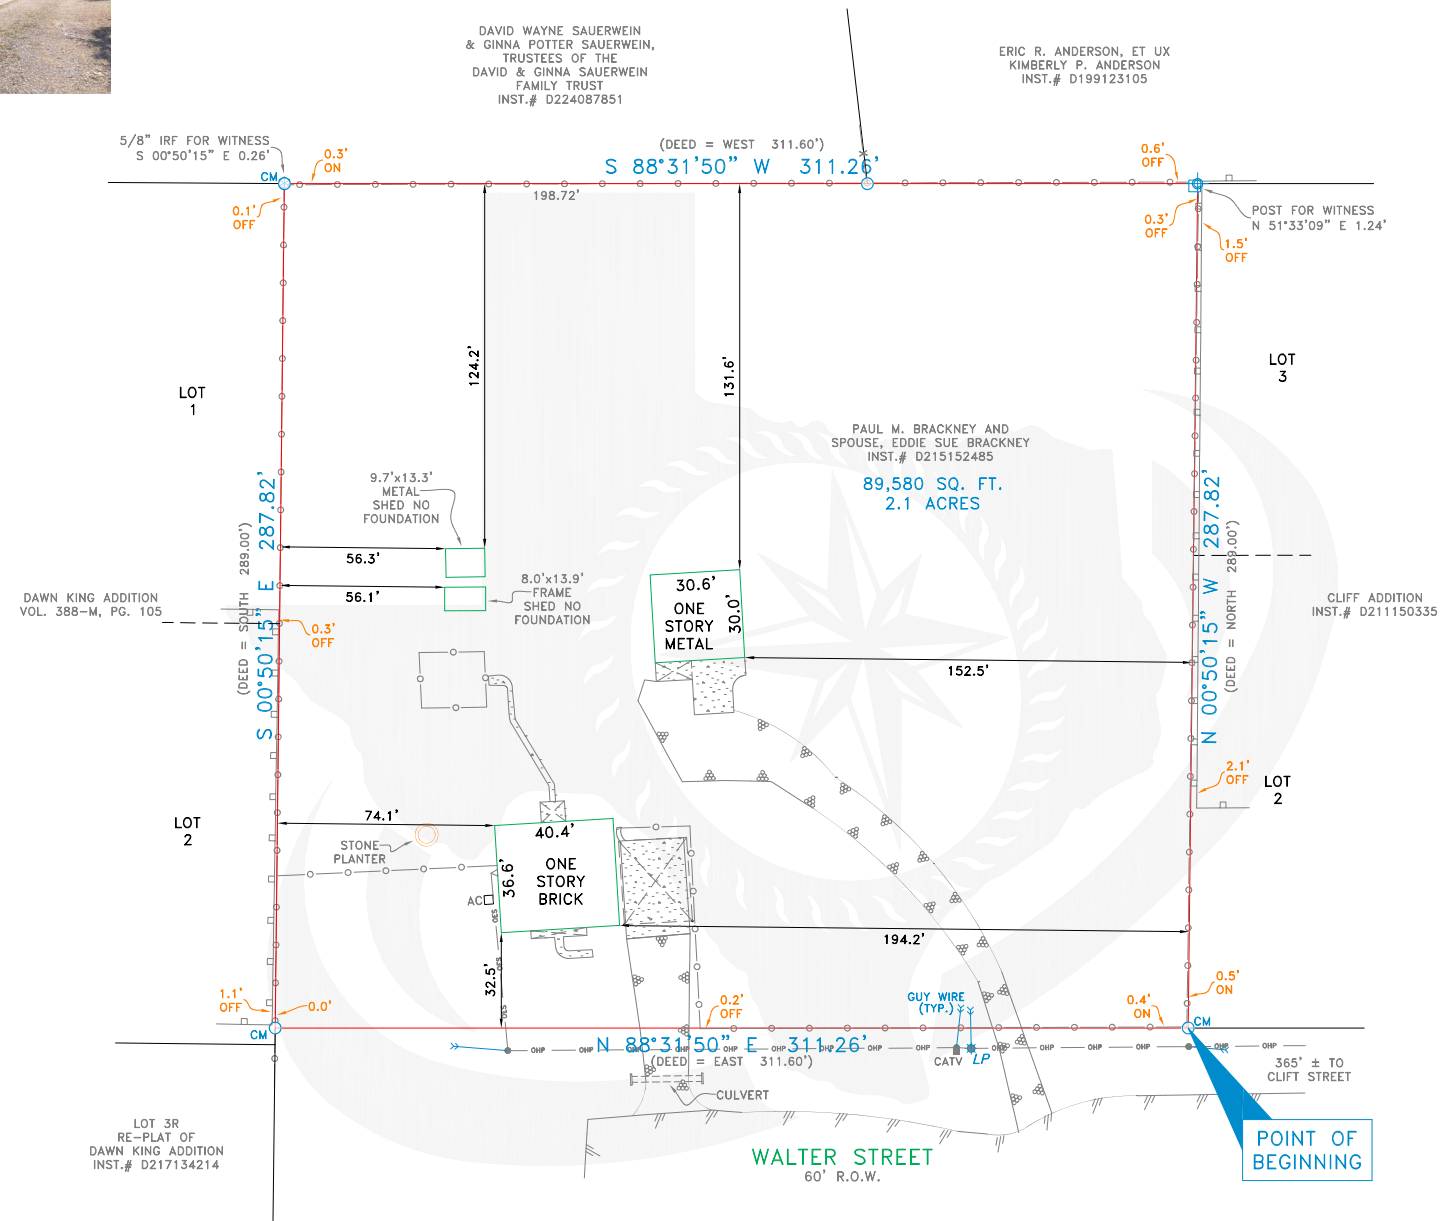 DAVID WAYNE SAUERWEIN
& GINNA POTTER SAUERWEIN,
TRUSTEES OF THE
DAVID & GINNA SAUERWEIN
FAMILY TRUST
INST.# D224087851
ERIC R. ANDERSON, ET UX
KIMBERLY P. ANDERSON
INST.# D199123105
5/8" IRF FOR WITNESS
S 00°50'15" E 0.26'
0.3'
ON
(DEED = WEST 311.60')
S 88°31'50" W 311.26'
0.6'
OFF
CM
198.72'
0.1'
OFF
0.3'
OFF
POST FOR WITNESS
N 51°33'09" E 1.24'
1.5'
OFF
124.2'
131.6'
LOT
1
LOT
3
PAUL M. BRACKNEY AND
SPOUSE, EDDIE SUE BRACKNEY
INST.# D215152485
89,580 SQ. FT.
2.1 ACRES
9.7'x13.3'
METAL
SHED NO
FOUNDATION
S 00°50'15" E 287.82'
(DEED = SOUTH 289.00')
N 00°50'15" W 287.82'
(DEED = NORTH 289.00')
56.3'
56.1'
8.0'x13.9'
FRAME
SHED NO
FOUNDATION
30.6'
30.0'
ONE
STORY
METAL
DAWN KING ADDITION
VOL. 388-M, PG. 105
CLIFF ADDITION
INST.# D211150335
0.3'
OFF
152.5'
2.1'
OFF
LOT
2
LOT
2
74.1'
STONE
PLANTER
40.4'
36.6'
ONE
STORY
BRICK
AC
OES
OES
OES
194.2'
32.5'
1.1'
OFF
0.0'
0.2'
OFF
GUY WIRE
(TYP.)
0.4'
ON
0.5'
ON
CM
CM
N 88°31'50" E 311.26'
(DEED = EAST 311.60')
OHP OHP OHP OHP OHP OHP OHP OHP OHP
CATV
LP
365' ± TO
CLIFT STREET
CULVERT
LOT 3R
RE-PLAT OF
DAWN KING ADDITION
INST.# D217134214
WALTER STREET
60' R.O.W.
POINT OF
BEGINNING